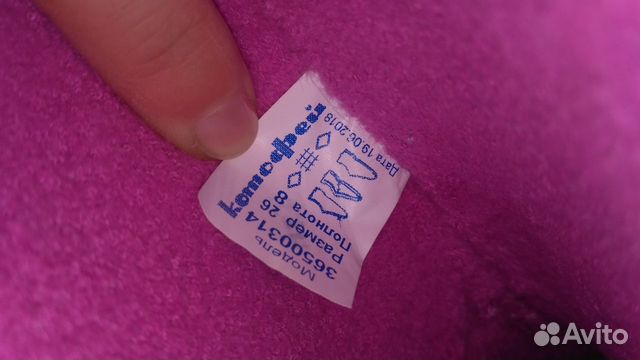 котофей
Дата 19.06.2018
Полнота 8
Размер 26
Модель
36500314
Avito